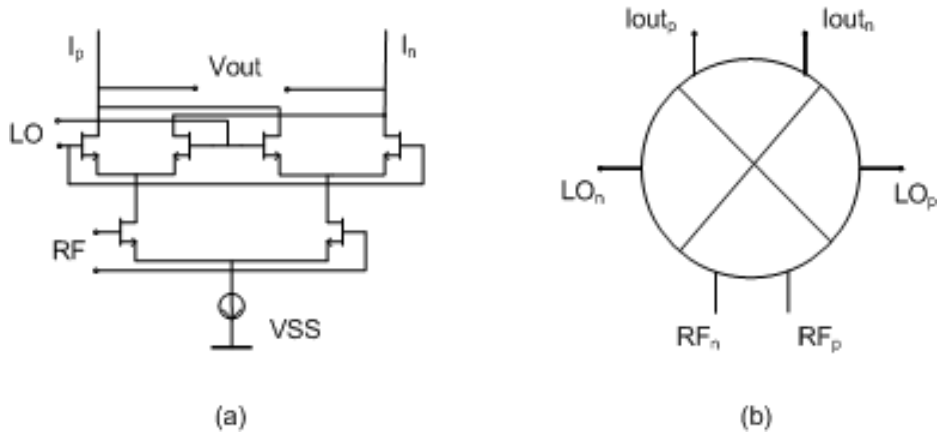 Ip
In
Vout
LO
RF
VSS
(a)
Ioutp
Ioutn
LOn
LOp
RFn
RFp
(b)